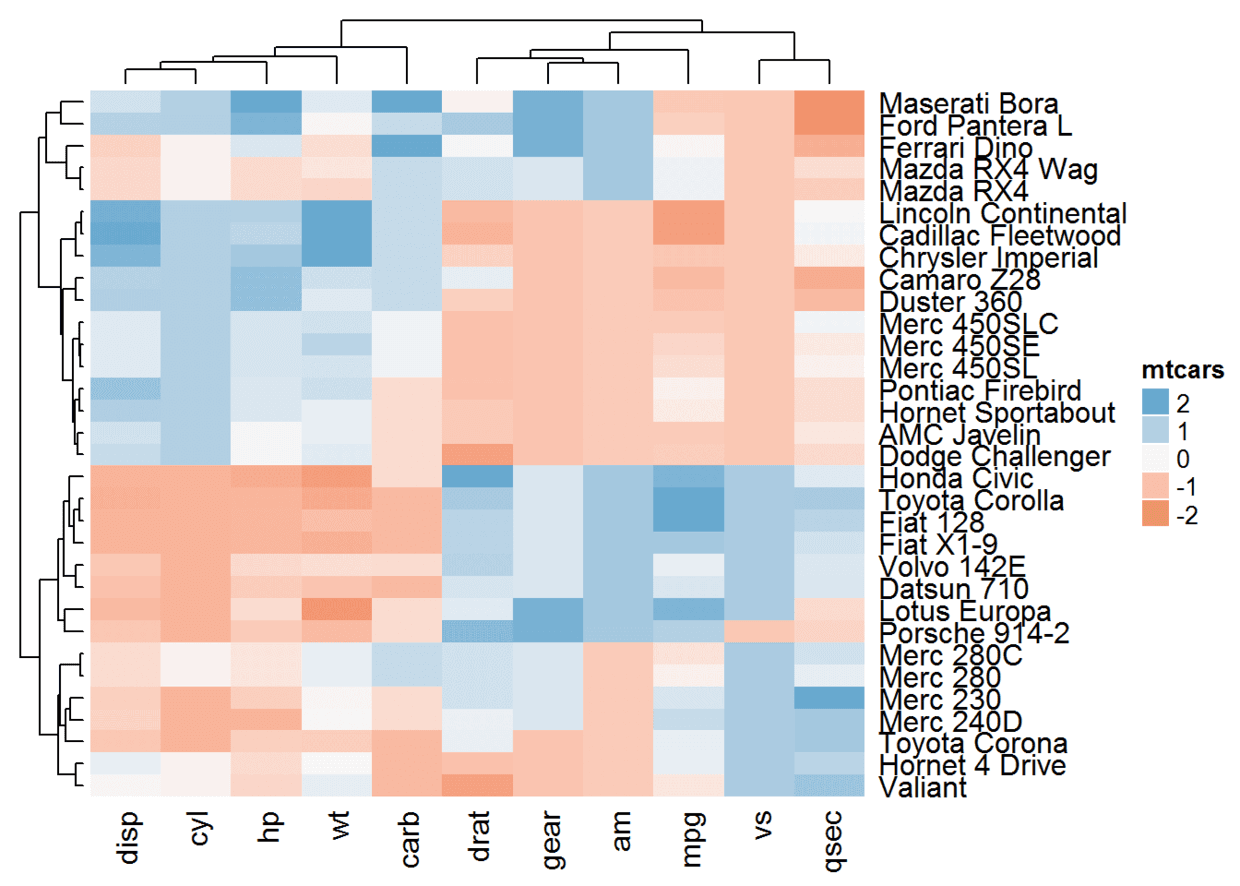 Maserati Bora
Ford Pantera L
Ferrari Dino
Mazda RX4 Wag
Mazda RX4
Lincoln Continental
Cadillac Fleetwood
Chrysler Imperial
Camaro Z28
Duster 360
Merc 450SLC
Merc 450SE
Merc 450SL
Pontiac Firebird
Hornet Sportabout
AMC Javelin
Dodge Challenger
Honda Civic
Toyota Corolla
Fiat 128
Fiat X1-9
Volvo 142E
Datsun 710
Lotus Europa
Porsche 914-2
Merc 280C
Merc 280
Merc 230
Merc 240D
Toyota Corona
Hornet 4 Drive
Valiant
disp cyl hp wt carb drat gear am mpg vs qsec
mtcars
2
1
0
-1
-2